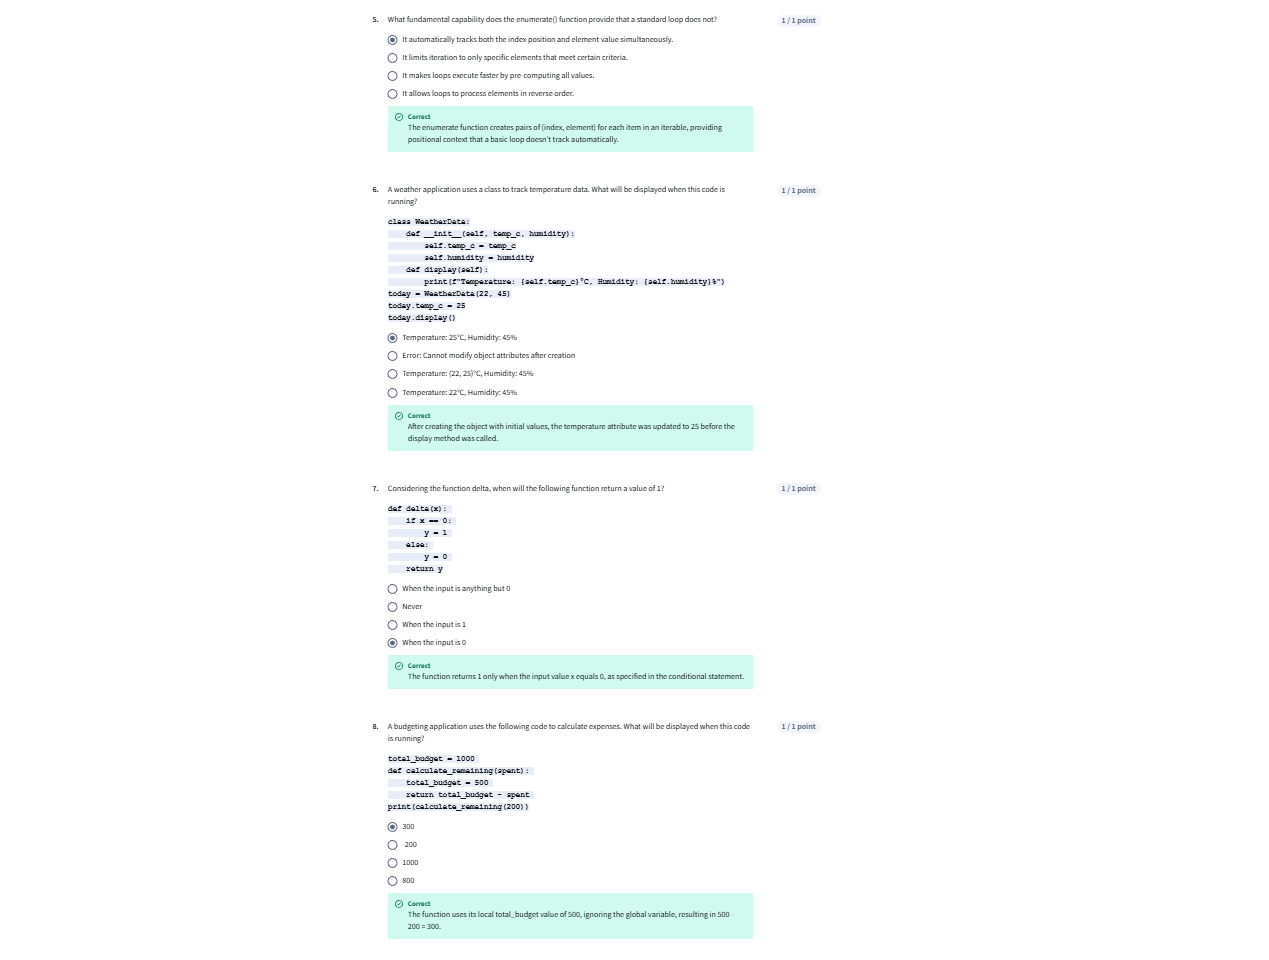 5. What fundamental capability does the enumerate() function provide that a standard loop does not? 1 / 1 point
It automatically tracks both the index position and element value simultaneously.
It limits iteration to only specific elements that meet certain criteria.
It makes loops execute faster by pre-computing all values.
It allows loops to process elements in reverse order.
Correct
The enumerate function creates pairs of (index, element) for each item in an iterable, providing
positional context that a basic loop doesn't track automatically.
6. A weather application uses a class to track temperature data. What will be displayed when this code is 1 / 1 point
running?
class WeatherData:
    def __init__(self, temp_c, humidity):
        self.temp_c = temp_c
        self.humidity = humidity
    def display(self):
        print(f"Temperature: {self.temp_c}°C, Humidity: {self.humidity}%")
today = WeatherData(22, 45)
today.temp_c = 25
today.display()
Temperature: 25°C, Humidity: 45%
Error: Cannot modify object attributes after creation
Temperature: (22, 25)°C, Humidity: 45%
Temperature: 22°C, Humidity: 45%
Correct
After creating the object with initial values, the temperature attribute was updated to 25 before the
display method was called.
7. Considering the function delta, when will the following function return a value of 1? 1 / 1 point
def delta(x):
    if x == 0:
        y = 1
    else:
        y = 0
    return y
When the input is anything but 0
Never
When the input is 1
When the input is 0
Correct
The function returns 1 only when the input value x equals 0, as specified in the conditional statement.
8. A budgeting application uses the following code to calculate expenses. What will be displayed when this code 1 / 1 point
is running?
total_budget = 1000
def calculate_remaining(spent):
    total_budget = 500
    return total_budget - spent
print(calculate_remaining(200))
300
-200
1000
800
Correct
The function uses its local total_budget value of 500, ignoring the global variable, resulting in 500 -
200 = 300.